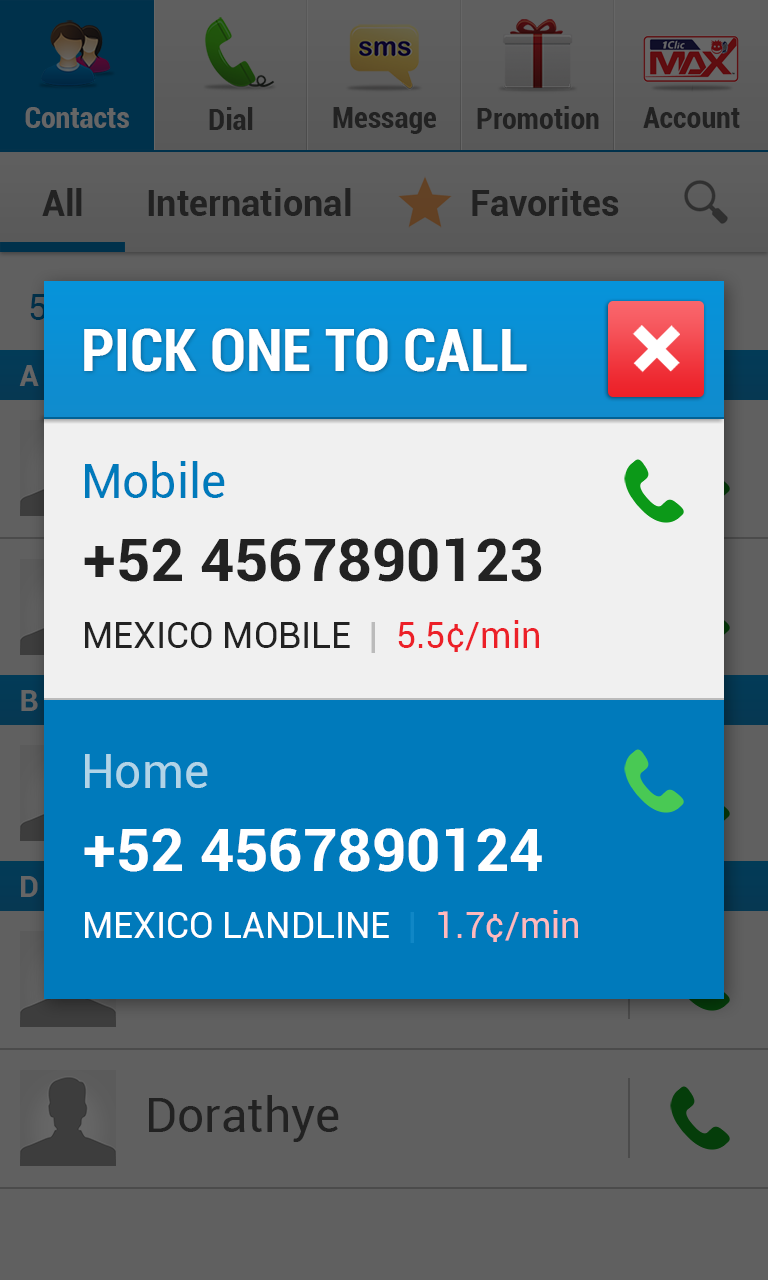 sms
1Clic
MAX
Contacts
Dial
Message
Promotion
Account
All
International
Favorites
5
PICK ONE TO CALL
A
Mobile
+52 4567890123
MEXICO MOBILE | 5.5¢/min
B
Home
+52 4567890124
D
MEXICO LANDLINE | 1.7¢/min
Dorathye